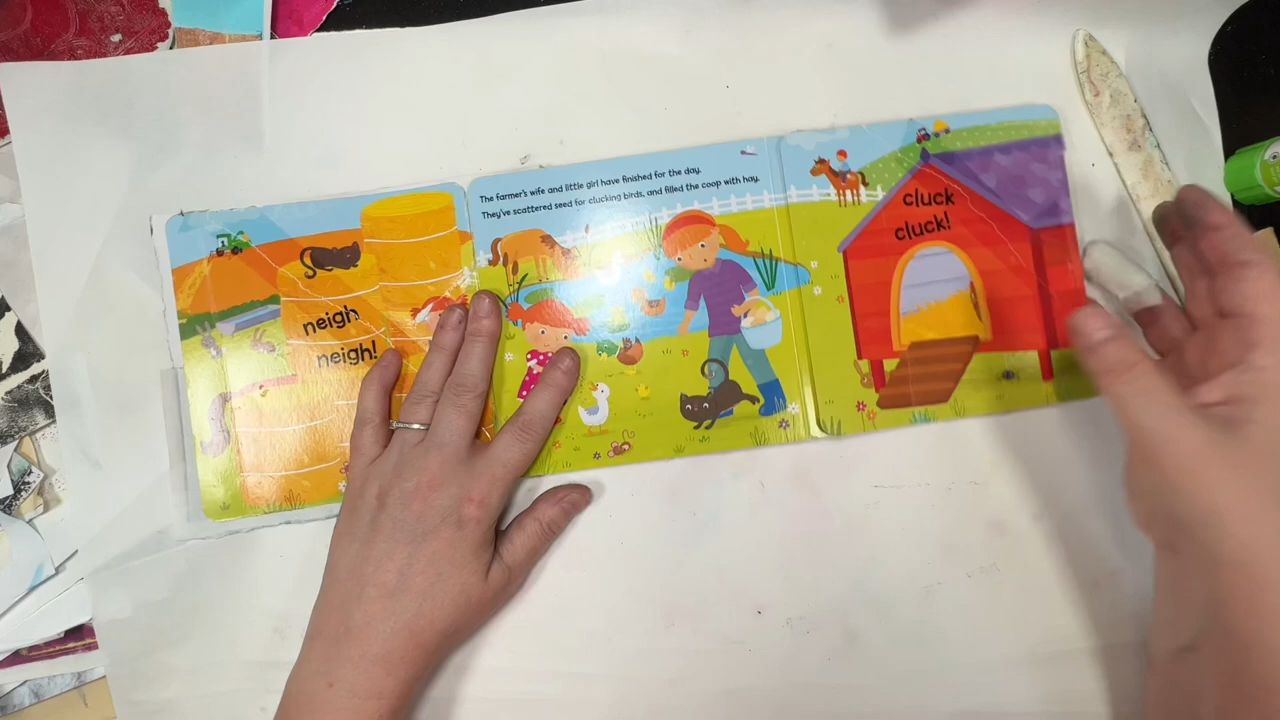 neigh
neigh!
The farmer's wife and little girl have finished for the day.
They've scattered seed for clucking birds, and filled the coop with hay.
cluck
cluck!